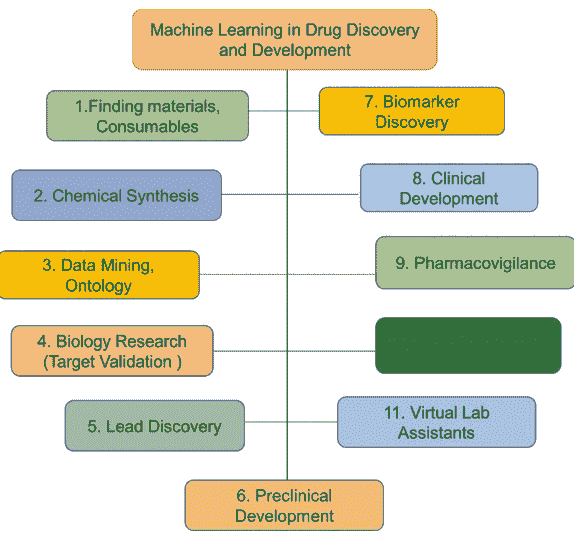 Machine Learning in Drug Discovery
and Development
1.Finding materials,
Consumables
2. Chemical Synthesis
3. Data Mining,
Ontology
4. Biology Research
(Target Validation )
5. Lead Discovery
6. Preclinical
Development
7. Biomarker
Discovery
8. Clinical
Development
9. Pharmacovigilance
11. Virtual Lab
Assistants